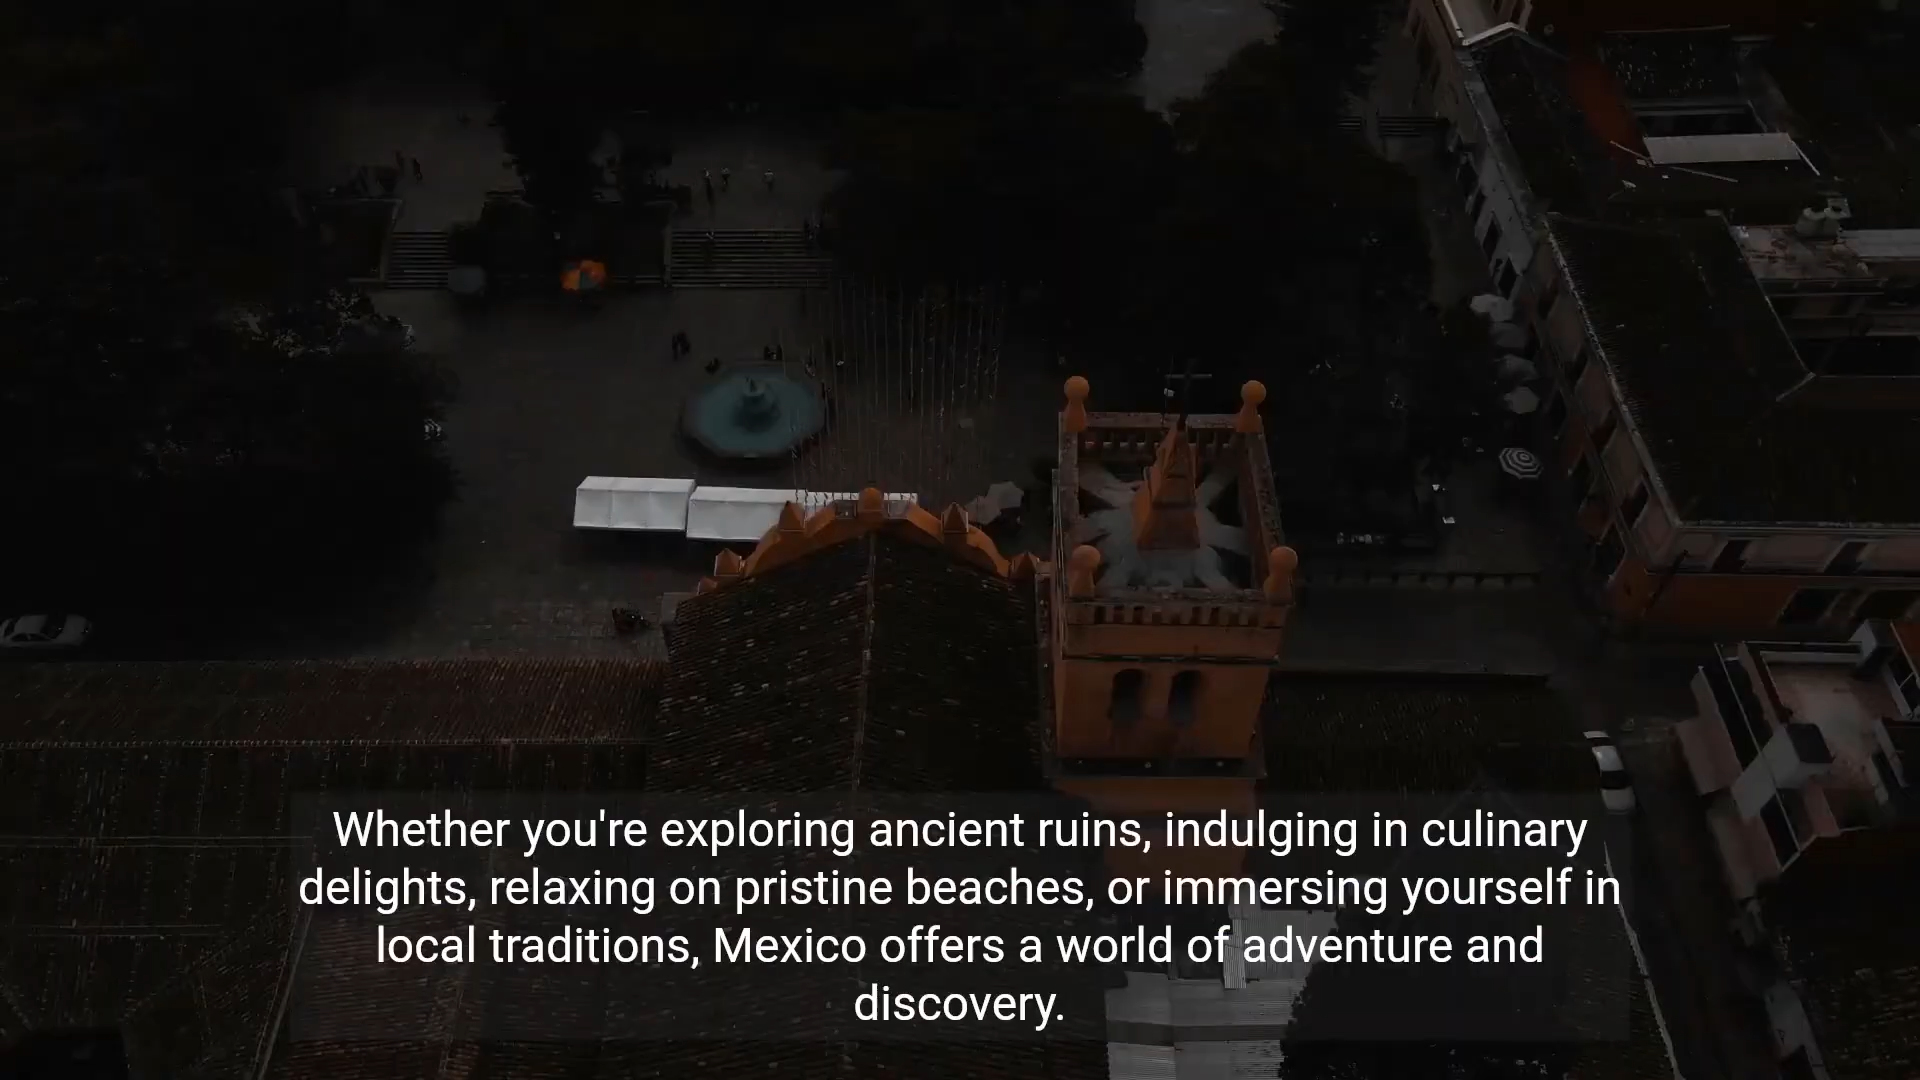 Whether you're exploring ancient ruins, indulging in culinary
delights, relaxing on pristine beaches, or immersing yourself in
local traditions, Mexico offers a world of adventure and
discovery.